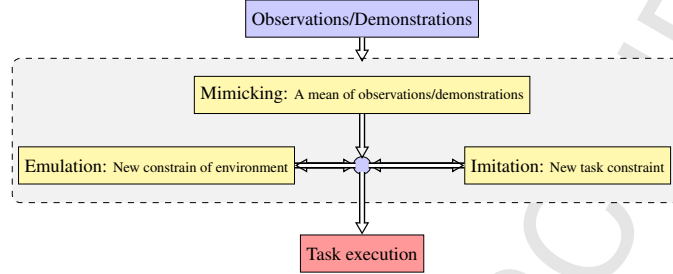 Observations/Demonstrations
Mimicking: A mean of observations/demonstrations
Emulation: New constrain of environment
Imitation: New task constraint
Task execution